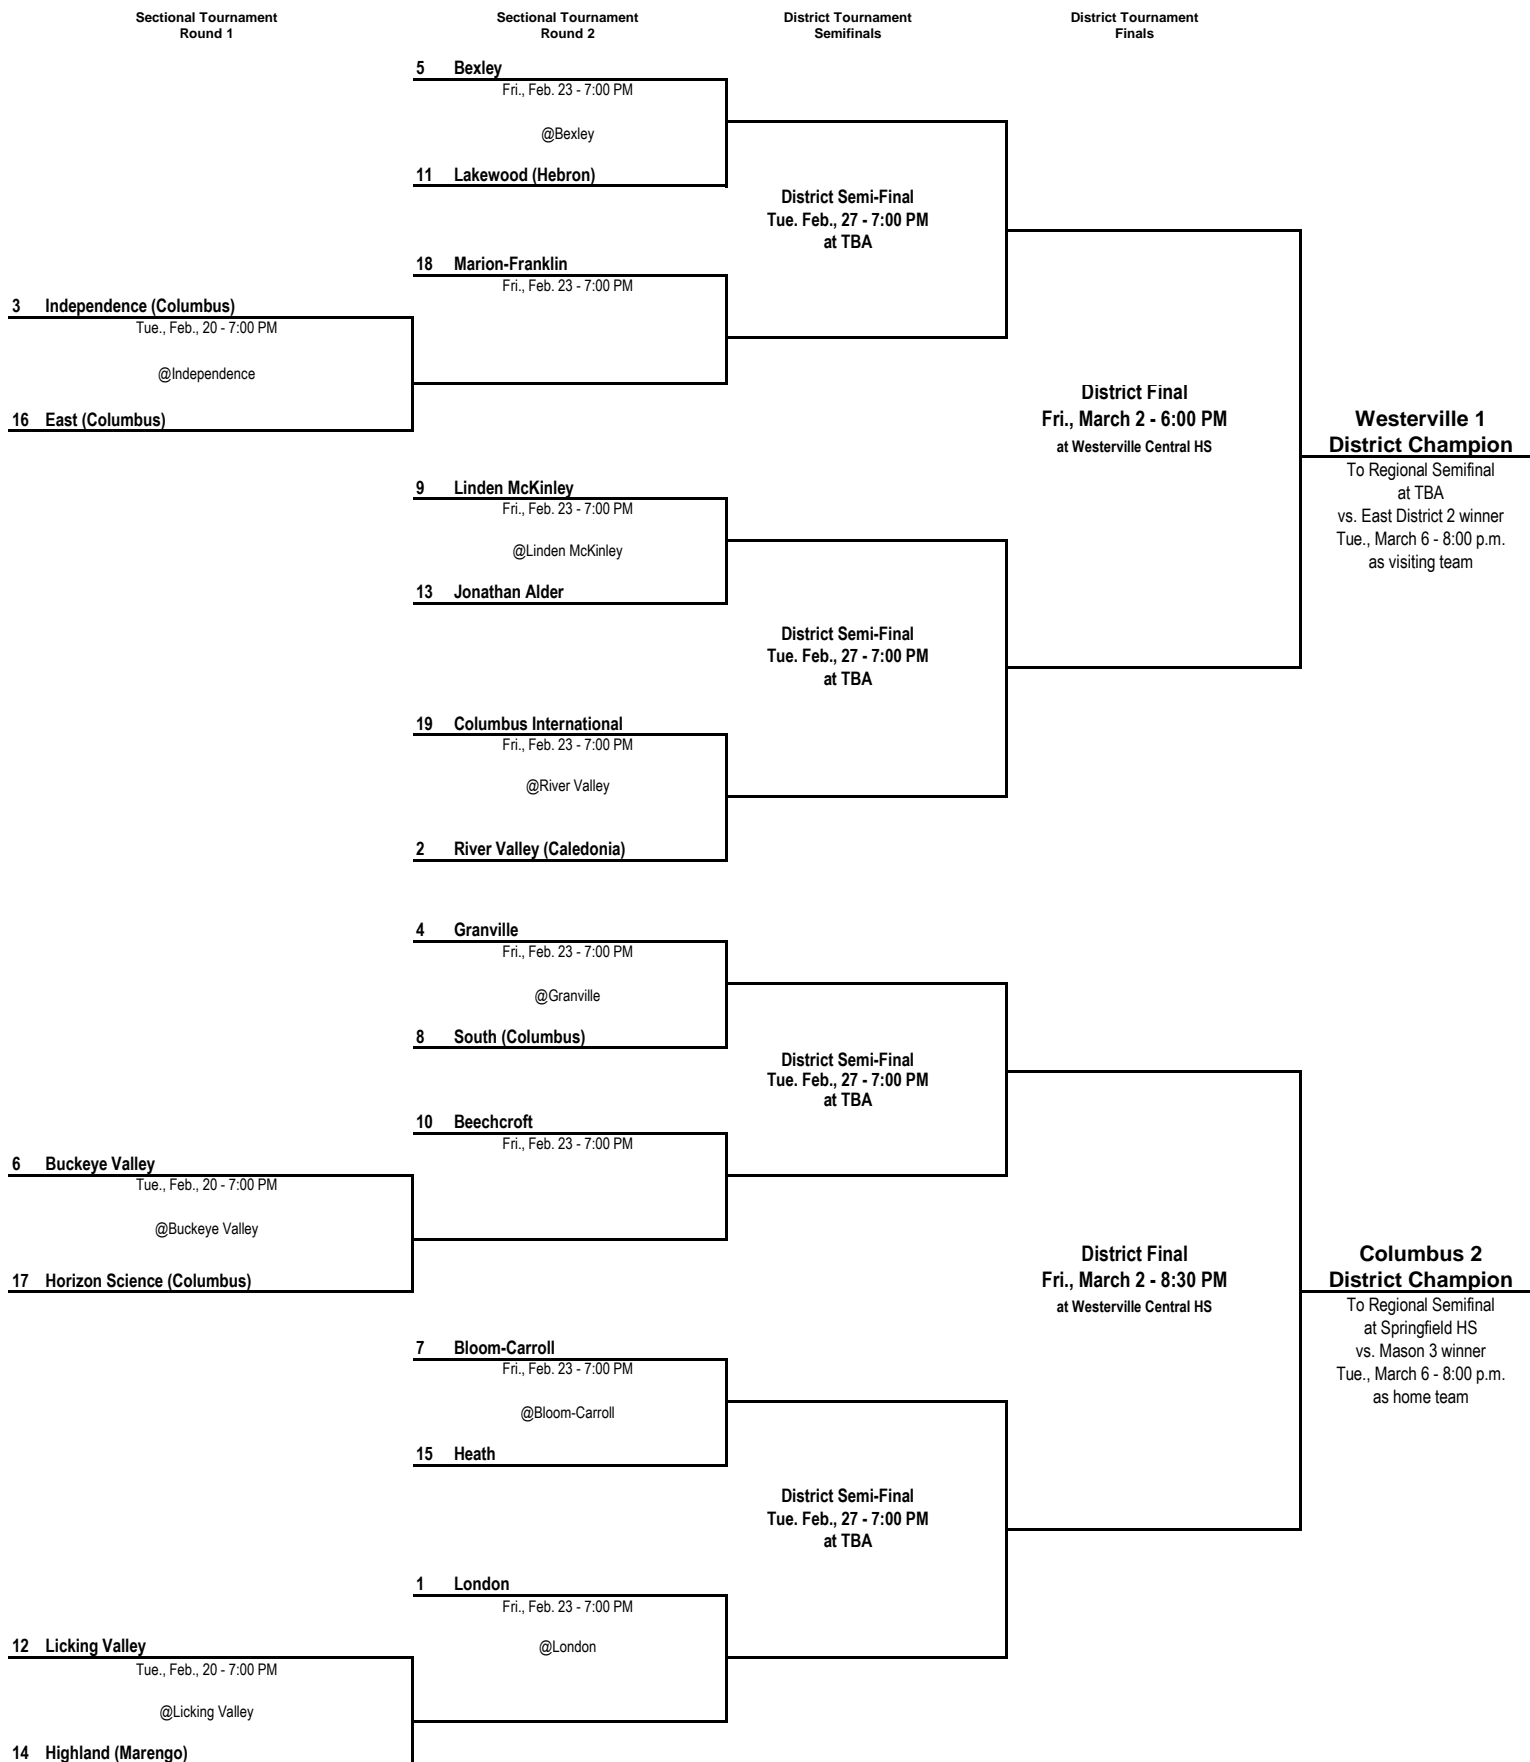 Sectional Tournament
Round 1
Sectional Tournament
Round 2
District Tournament
Semifinals
District Tournament
Finals
5 Bexley
Fri., Feb. 23 - 7:00 PM
@Bexley
11 Lakewood (Hebron)
District Semi-Final
Tue. Feb., 27 - 7:00 PM
at TBA
18 Marion-Franklin
Fri., Feb. 23 - 7:00 PM
3 Independence (Columbus)
Tue., Feb., 20 - 7:00 PM
@Independence
16 East (Columbus)
District Final
Fri., March 2 - 6:00 PM
at Westerville Central HS
Westerville 1
District Champion
To Regional Semifinal
at TBA
vs. East District 2 winner
Tue., March 6 - 8:00 p.m.
as visiting team
9 Linden McKinley
Fri., Feb. 23 - 7:00 PM
@Linden McKinley
13 Jonathan Alder
District Semi-Final
Tue. Feb., 27 - 7:00 PM
at TBA
19 Columbus International
Fri., Feb. 23 - 7:00 PM
@River Valley
2 River Valley (Caledonia)
4 Granville
Fri., Feb. 23 - 7:00 PM
@Granville
8 South (Columbus)
District Semi-Final
Tue. Feb., 27 - 7:00 PM
at TBA
10 Beechcroft
Fri., Feb. 23 - 7:00 PM
6 Buckeye Valley
Tue., Feb., 20 - 7:00 PM
@Buckeye Valley
17 Horizon Science (Columbus)
District Final
Fri., March 2 - 8:30 PM
at Westerville Central HS
Columbus 2
District Champion
To Regional Semifinal
at Springfield HS
vs. Mason 3 winner
Tue., March 6 - 8:00 p.m.
as home team
7 Bloom-Carroll
Fri., Feb. 23 - 7:00 PM
@Bloom-Carroll
15 Heath
District Semi-Final
Tue. Feb., 27 - 7:00 PM
at TBA
1 London
Fri., Feb. 23 - 7:00 PM
@London
12 Licking Valley
Tue., Feb., 20 - 7:00 PM
@Licking Valley
14 Highland (Marengo)